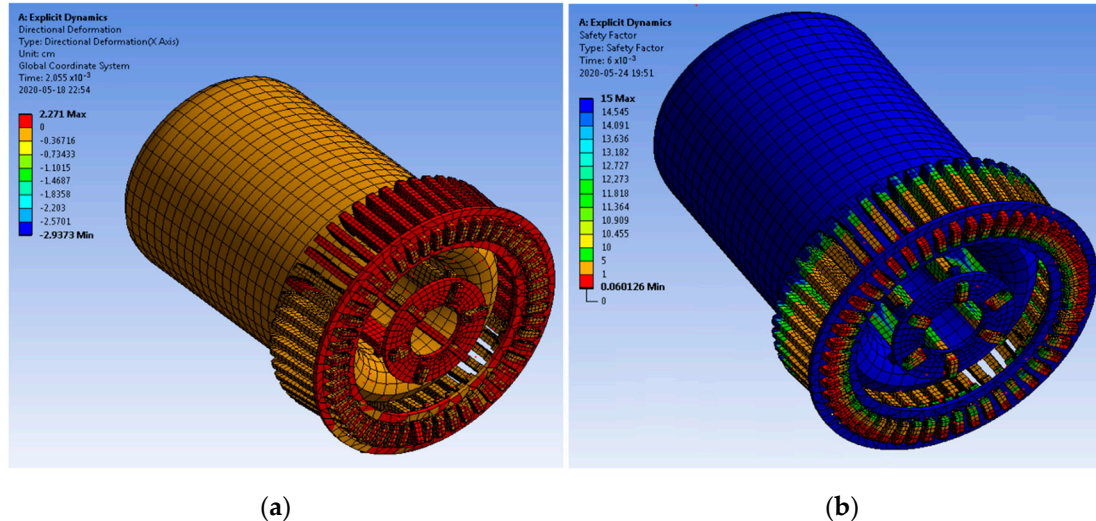 A: Explicit Dynamics
Directional Deformation
Type: Directional Deformation(X Axis)
Unit: cm
Global Coordinate System
Time: 2,055 x10⁻³
2020-05-18 22:54
2.271 Max
0
-0.36716
-0.73433
-1.1015
-1.4687
-1.8358
-2.203
-2.5701
-2.9373 Min
A: Explicit Dynamics
Safety Factor
Type: Safety Factor
Time: 6 x10⁻³
2020-05-24 19:51
15 Max
14.545
14.091
13.636
13.182
12.727
12.273
11.818
11.364
10.909
10.455
10
5
1
0.060126 Min
0
(a)
(b)